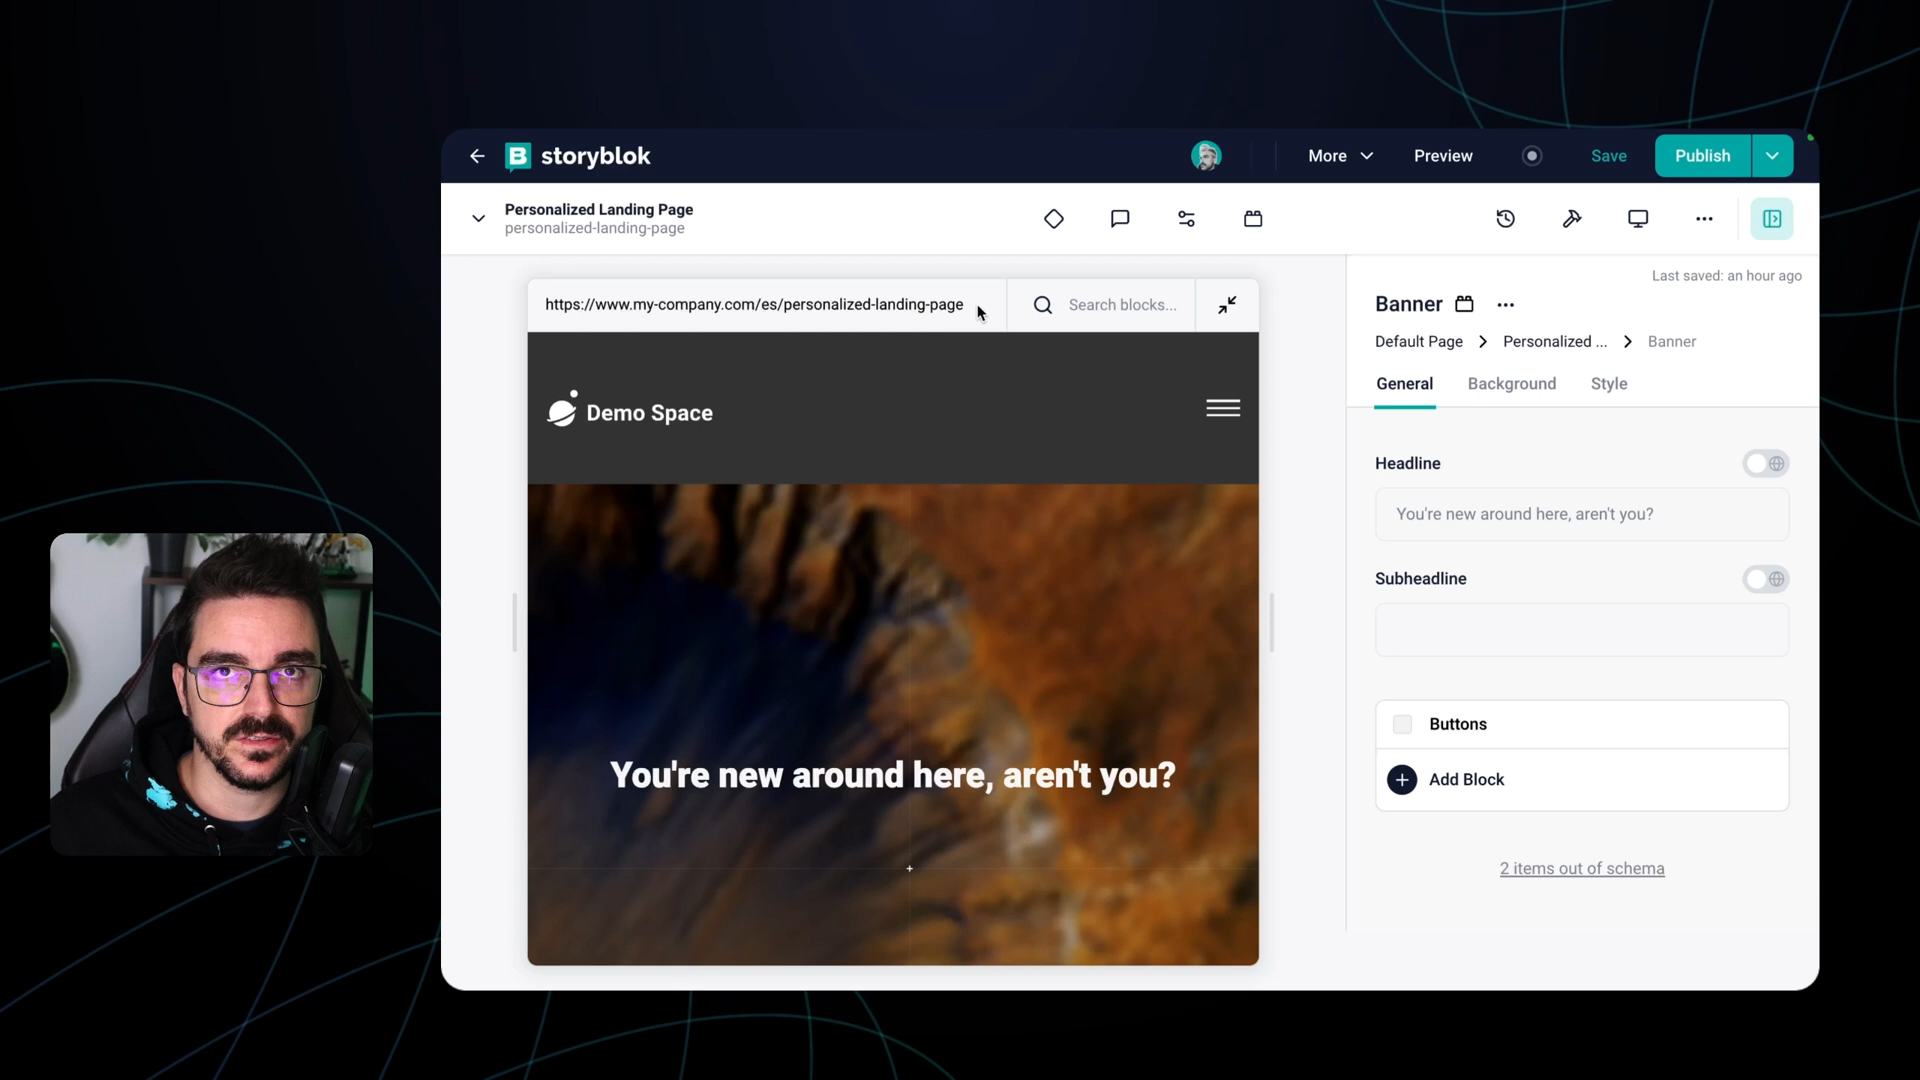 storyblok
More
Preview
Save
Publish
Personalized Landing Page
personalized-landing-page
Last saved: an hour ago
https://www.my-company.com/es/personalized-landing-page
Search blocks...
Banner
Default Page
Personalized ...
Banner
General
Background
Style
Demo Space
Headline
You're new around here, aren't you?
Subheadline
Buttons
Add Block
You're new around here, aren't you?
2 items out of schema